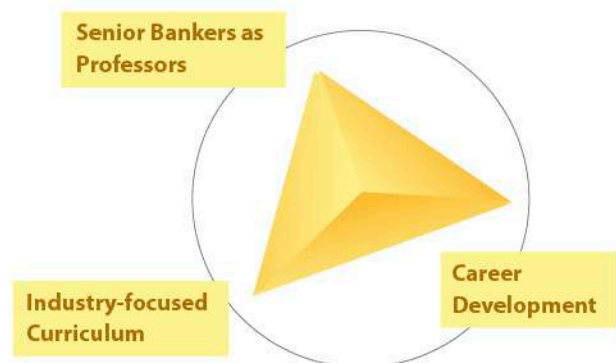 Senior Bankers as
Professors
Career
Development
Industry-focused
Curriculum